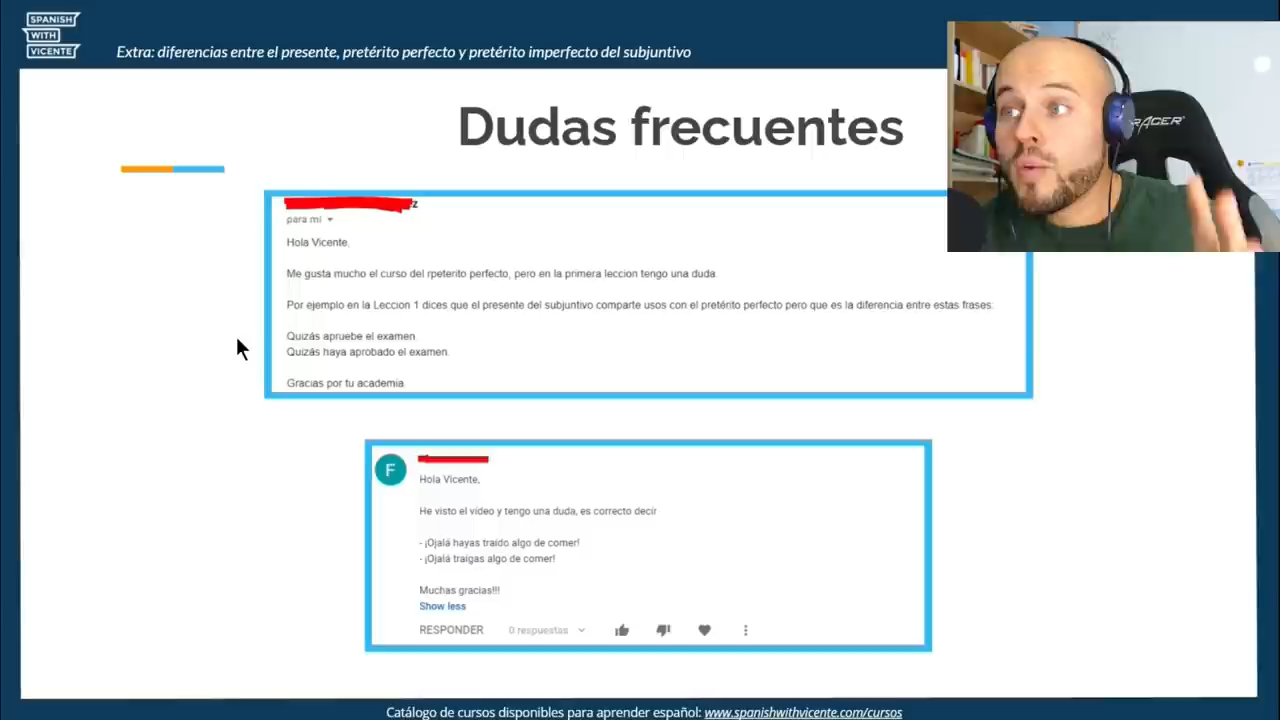 SPANISH
WITH
VICENTE
Extra: diferencias entre el presente, pretérito perfecto y pretérito imperfecto del subjuntivo
Dudas frecuentes
z
para mí
Hola Vicente,
Me gusta mucho el curso del rpeterito perfecto, pero en la primera leccion tengo una duda.
Por ejemplo en la Leccion 1 dices que el presente del subjuntivo comparte usos con el pretérito perfecto pero que es la diferencia entre estas frases:
Quizás apruebe el examen.
Quizás haya aprobado el examen.
Gracias por tu academia
F
Hola Vicente,
He visto el vídeo y tengo una duda, es correcto decir
- ¡Ojalá hayas traído algo de comer!
- ¡Ojalá traigas algo de comer!
Muchas gracias!!!
Show less
RESPONDER 0 respuestas
Catálogo de cursos disponibles para aprender español: www.spanishwithvicente.com/cursos